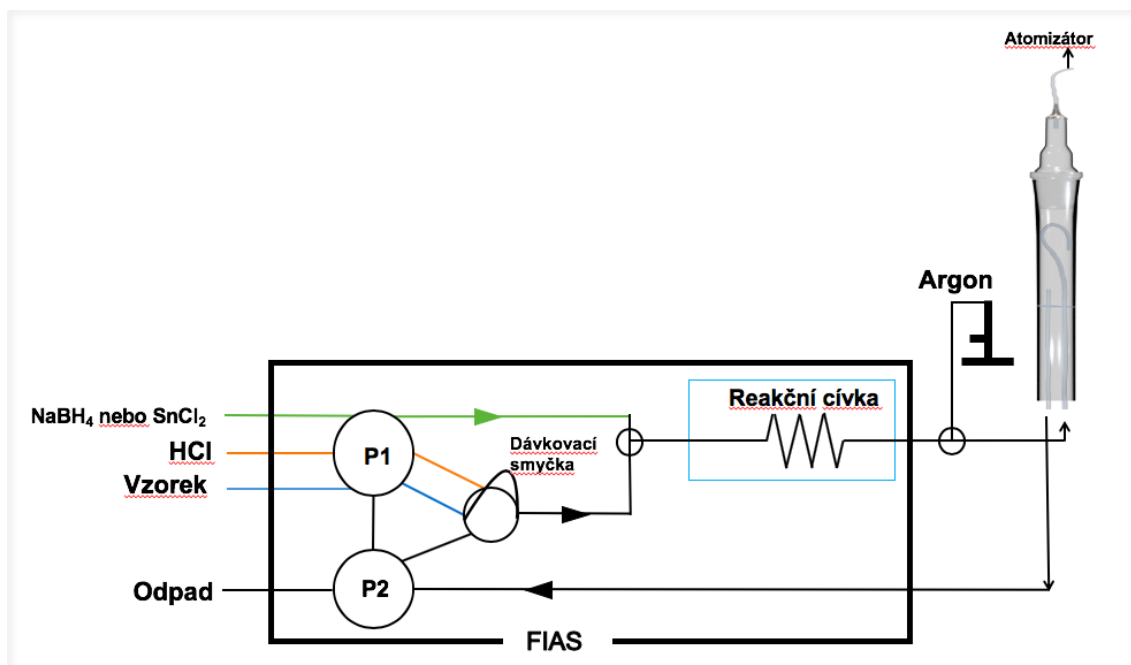 Atomizátor
Argon
Reakční cívka
NaBH₄ nebo SnCl₂
HCl
Vzorek
P1
Dávkovací
smyčka
Odpad
P2
FIAS